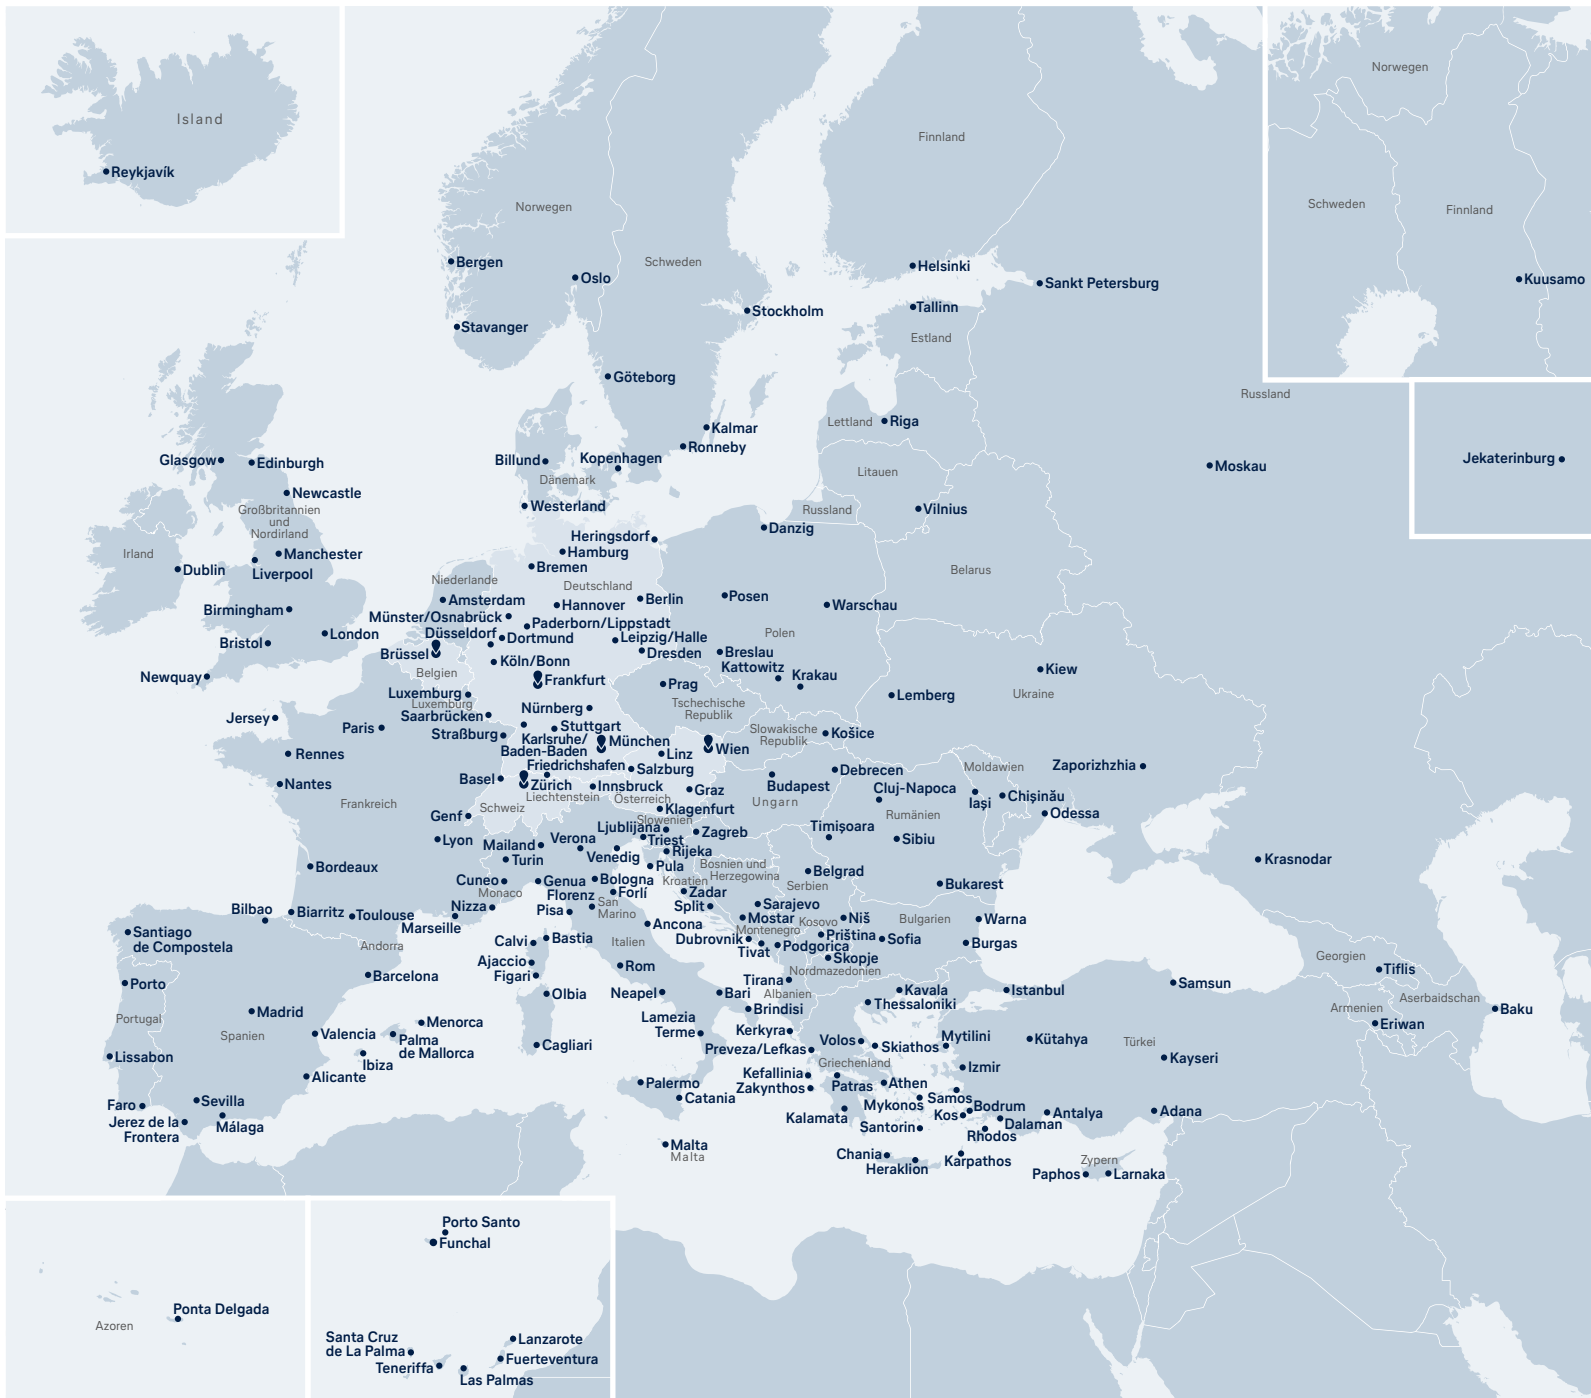 Island
Reykjavík
Norwegen
Schweden
Finnland
Kuusamo
Finnland
Norwegen
Schweden
Bergen
Oslo
Stavanger
Stockholm
Helsinki
Tallinn
Estland
Sankt Petersburg
Göteborg
Russland
Kalmar
Ronneby
Lettland
Riga
Glasgow
Edinburgh
Billund
Kopenhagen
Dänemark
Litauen
Moskau
Jekaterinburg
Newcastle
Großbritannien
und
Nordirland
Westerland
Russland
Vilnius
Danzig
Heringsdorf
Hamburg
Irland
Manchester
Dublin
Liverpool
Bremen
Belarus
Niederlande
Deutschland
Amsterdam
Hannover
Berlin
Posen
Warschau
Birmingham
Münster/Osnabrück
Paderborn/Lippstadt
London
Düsseldorf
Dortmund
Leipzig/Halle
Polen
Bristol
Brüssel
Dresden
Breslau
Köln/Bonn
Kattowitz
Newquay
Belgien
Frankfurt
Krakau
Kiew
Prag
Luxemburg
Luxemburg
Lemberg
Ukraine
Tschechische
Republik
Jersey
Saarbrücken
Nürnberg
Paris
Straßburg
Stuttgart
Slowakische
Republik
Košice
Karlsruhe/
Baden-Baden
München
Wien
Rennes
Linz
Friedrichshafen
Salzburg
Debrecen
Moldawien
Zaporizhzhia
Nantes
Basel
Zürich
Innsbruck
Graz
Budapest
Cluj-Napoca
Liechtenstein
Österreich
Ungarn
Iași
Chișinău
Frankreich
Schweiz
Klagenfurt
Rumänien
Odessa
Genf
Slowenien
Ljubljana
Zagreb
Timișoara
Sibiu
Lyon
Mailand
Verona
Triest
Turin
Venedig
Rijeka
Krasnodar
Bordeaux
Pula
Bosnien und
Herzegowina
Belgrad
Cuneo
Genua
Bologna
Kroatien
Serbien
Bukarest
Monaco
Florenz
Forlí
Zadar
Bilbao
Biarritz
Toulouse
Nizza
Pisa
San
Marino
Split
Sarajevo
Marseille
Ancona
Mostar
Kosovo
Niš
Bulgarien
Warna
Santiago
de Compostela
Montenegro
Priština
Andorra
Calvi
Bastia
Italien
Dubrovnik
Tivat
Podgorica
Sofia
Burgas
Skopje
Georgien
Ajaccio
Rom
Nordmazedonien
Tiflis
Barcelona
Figari
Tirana
Porto
Olbia
Neapel
Bari
Albanien
Kavala
Istanbul
Samsun
Aserbaidschan
Thessaloniki
Armenien
Baku
Portugal
Madrid
Menorca
Brindisi
Eriwan
Spanien
Valencia
Palma
de Mallorca
Lamezia
Terme
Kerkyra
Volos
Skiathos
Mytilini
Kütahya
Türkei
Lissabon
Ibiza
Cagliari
Preveza/Lefkas
Kayseri
Griechenland
Alicante
Kefallinia
Izmir
Palermo
Zakynthos
Patras
Athen
Catania
Samos
Faro
Sevilla
Mykonos
Bodrum
Kos
Antalya
Adana
Jerez de la
Frontera
Málaga
Kalamata
Dalaman
Santorin
Rhodos
Malta
Malta
Chania
Heraklion
Karpathos
Zypern
Paphos
Larnaka
Porto Santo
Funchal
Ponta Delgada
Azoren
Santa Cruz
de La Palma
Lanzarote
Teneriffa
Fuerteventura
Las Palmas